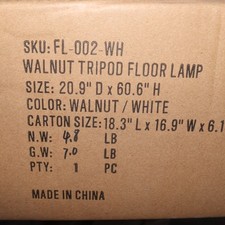 SKU: FL-002-WH
WALNUT TRIPOD FLOOR LAMP
SIZE: 20.9" D x 60.6" H
COLOR: WALNUT / WHITE
CARTON SIZE: 18.3" L x 16.9" W x 6.1
N.W: 4.8 LB
G.W: 7.0 LB
PTY: 1 PC
MADE IN CHINA